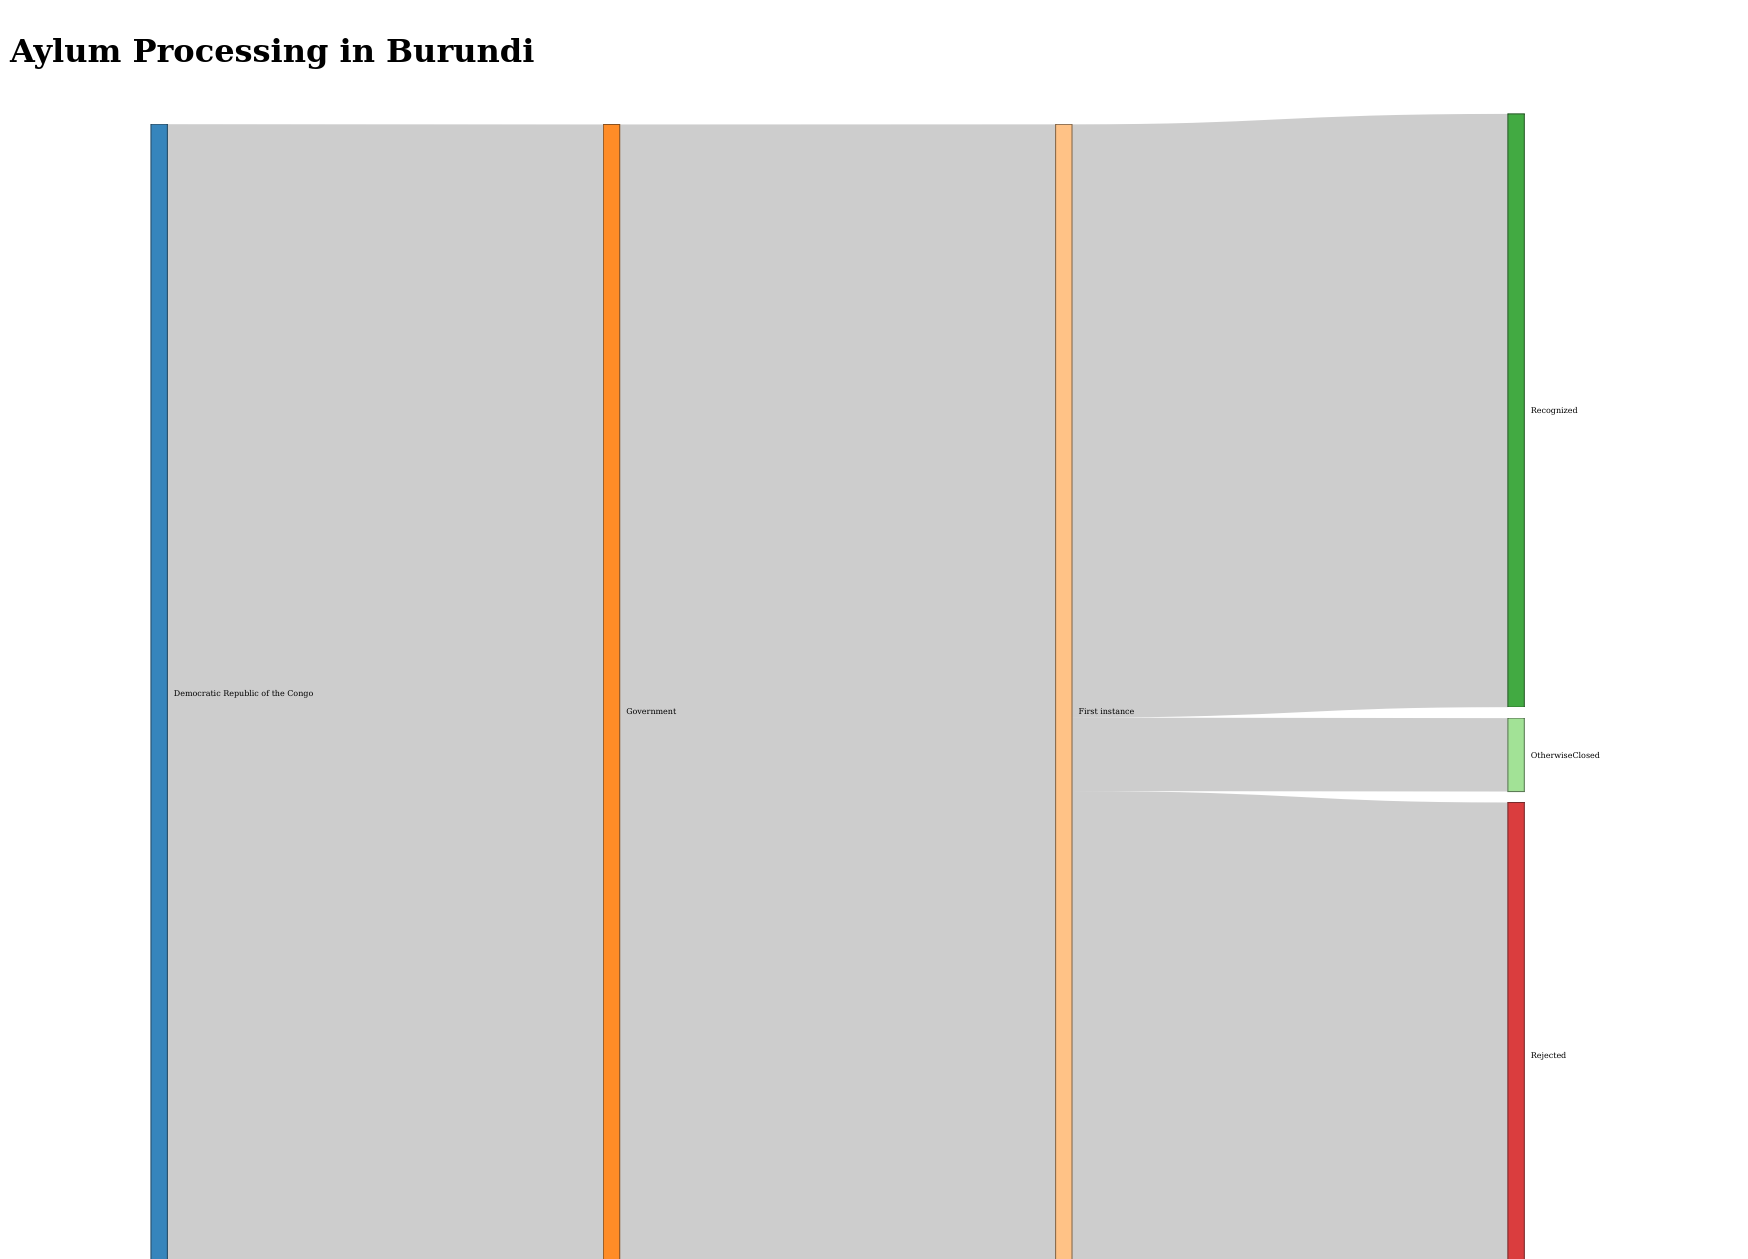 Aylum Processing in Burundi
Recognized
Democratic Republic of the Congo
Government
First instance
OtherwiseClosed
Rejected